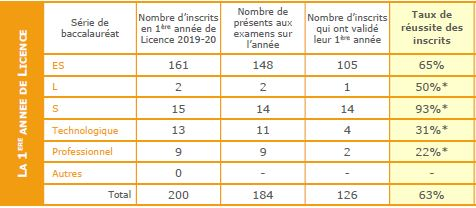 LA 1ERE ANNEE DE LICENCE
Série de baccalauréat | Nombre d'inscrits en 1ère année de Licence 2019-20 | Nombre de présents aux examens sur l'année | Nombre d'inscrits qui ont validé leur 1ère année | Taux de réussite des inscrits
ES | 161 | 148 | 105 | 65%
L | 2 | 2 | 1 | 50%*
S | 15 | 14 | 14 | 93%*
Technologique | 13 | 11 | 4 | 31%*
Professionnel | 9 | 9 | 2 | 22%*
Autres | 0 | - | - | -
Total | 200 | 184 | 126 | 63%